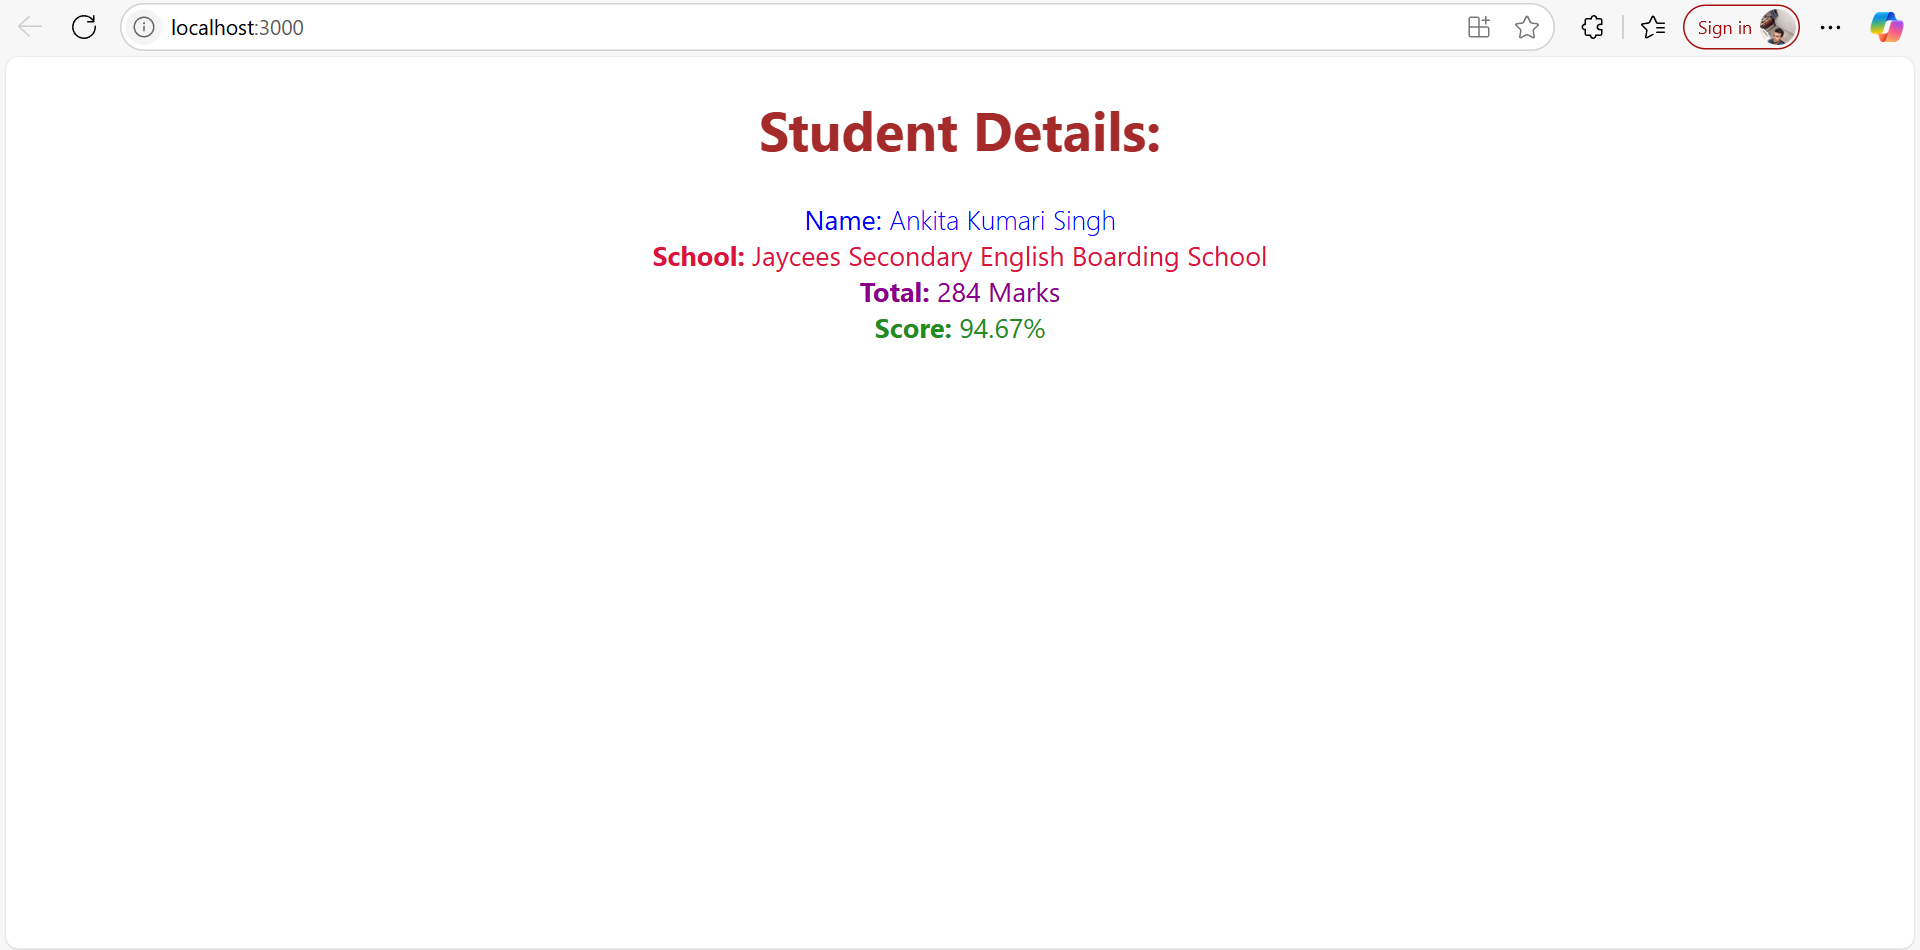 localhost:3000
Sign in
Student Details:
Name: Ankita Kumari Singh
School: Jaycees Secondary English Boarding School
Total: 284 Marks
Score: 94.67%